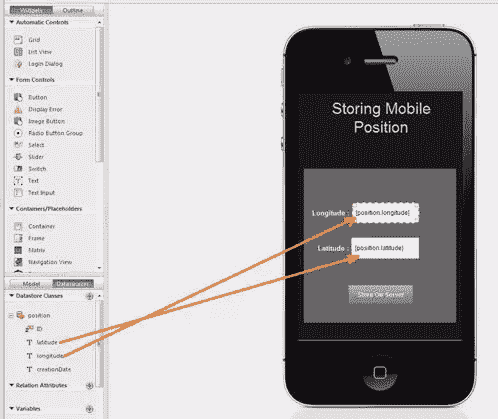 Widgets
Outline
Automatic Controls
Grid
List View
Login Dialog
Form Controls
Button
Display Error
Image Button
Radio Button Group
Select
Slider
Switch
Text
Text Input
Containers/Placeholders
Container
Frame
Matrix
Navigation View
Model
Datasources
Datastore Classes
position
ID
latitude
longitude
creationDate
Relation Attributes
Variables
Storing Mobile
Position
Longitude : [position.longitude]
Latitude : [position.latitude]
Store On Server